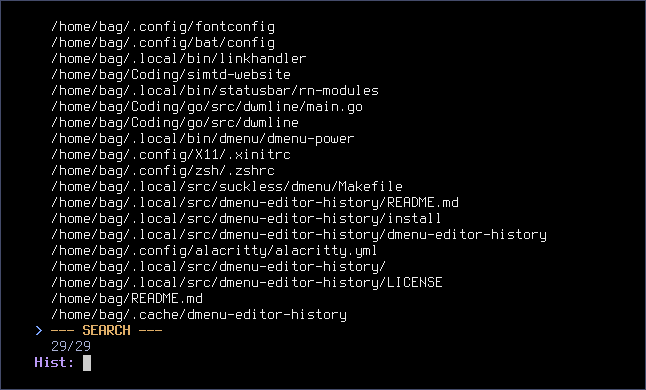 /home/bag/.config/fontconfig
/home/bag/.config/bat/config
/home/bag/.local/bin/linkhandler
/home/bag/Coding/simtd-website
/home/bag/.local/bin/statusbar/rn-modules
/home/bag/Coding/go/src/dwmline/main.go
/home/bag/Coding/go/src/dwmline
/home/bag/.local/bin/dmenu/dmenu-power
/home/bag/.config/X11/.xinitrc
/home/bag/.config/zsh/.zshrc
/home/bag/.local/src/suckless/dmenu/Makefile
/home/bag/.local/src/dmenu-editor-history/README.md
/home/bag/.local/src/dmenu-editor-history/install
/home/bag/.local/src/dmenu-editor-history/dmenu-editor-history
/home/bag/.config/alacritty/alacritty.yml
/home/bag/.local/src/dmenu-editor-history/
/home/bag/.local/src/dmenu-editor-history/LICENSE
/home/bag/README.md
/home/bag/.cache/dmenu-editor-history
> --- SEARCH ---
29/29
Hist: